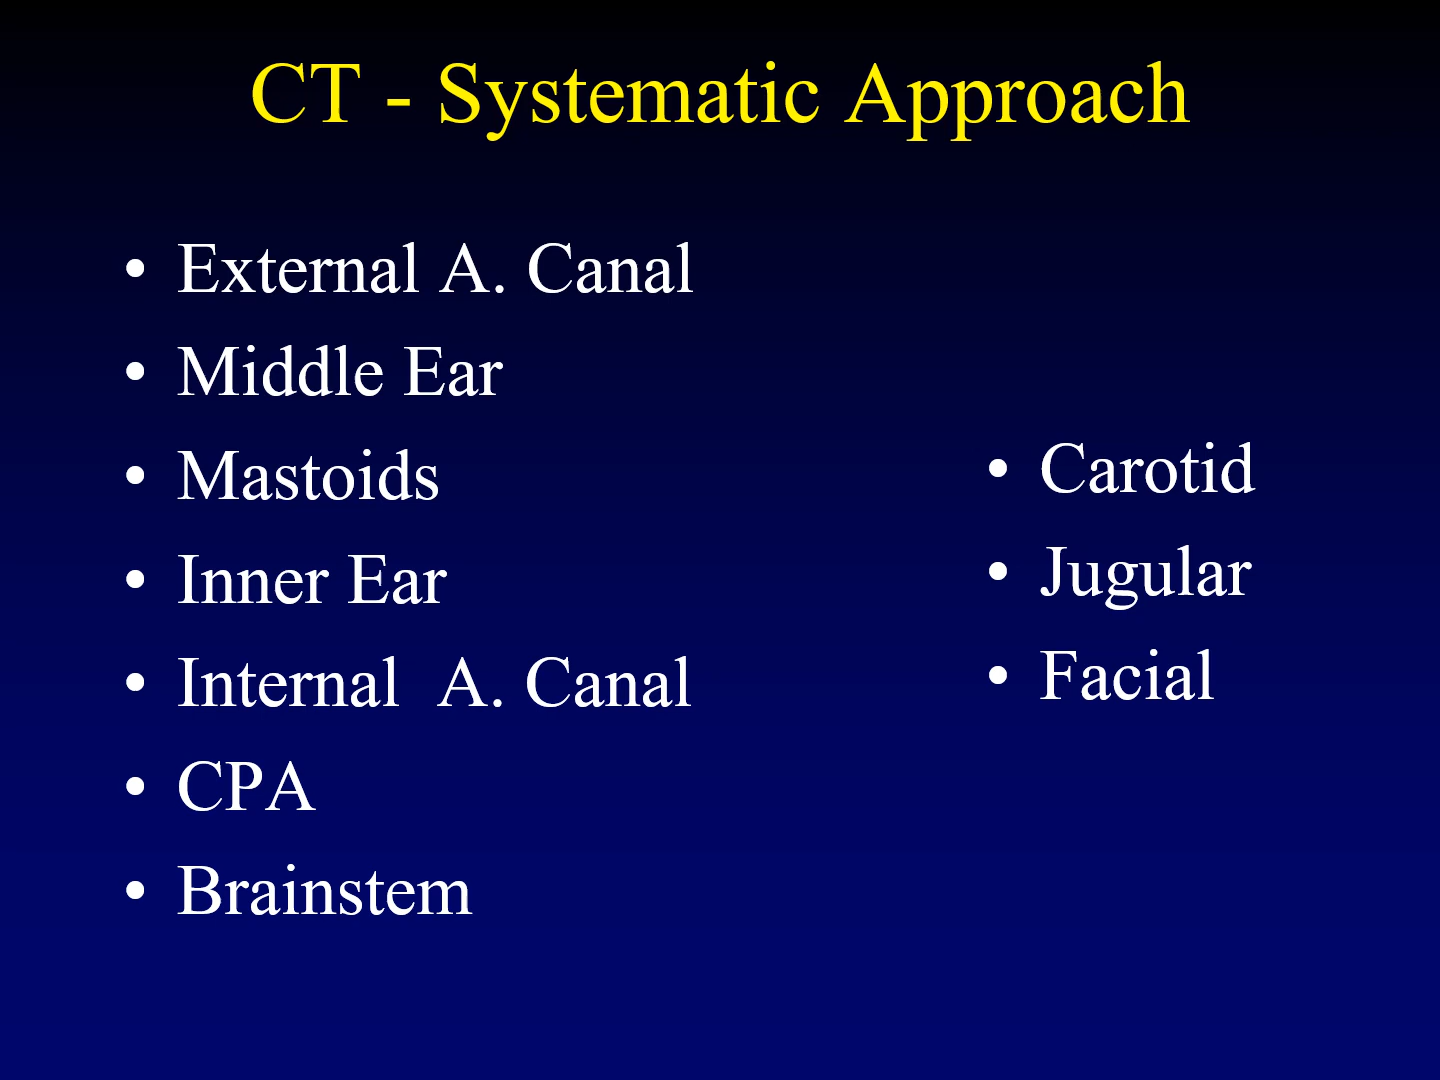 CT - Systematic Approach
• External A. Canal
• Middle Ear
• Mastoids
• Inner Ear
• Internal  A. Canal
• CPA
• Brainstem
• Carotid
• Jugular
• Facial